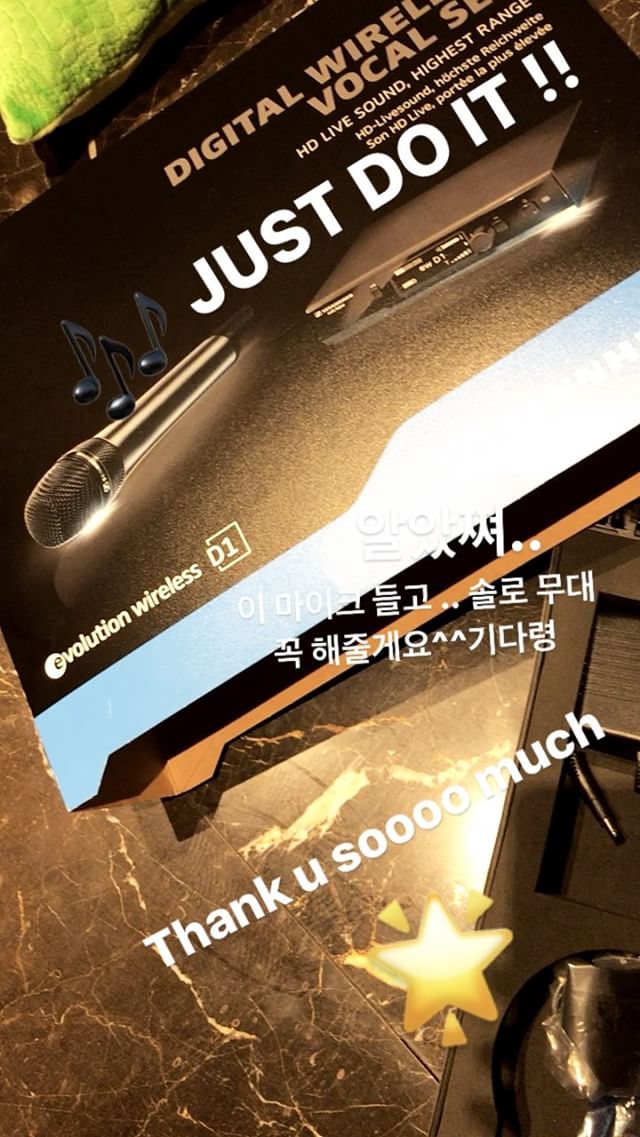 DIGITAL WIRELE
VOCAL SE
HD LIVE SOUND, HIGHEST RANGE
HD-Livesound, höchste Reichweite
Son HD Live, portée la plus élevée
JUST DO IT !!
ew D1
evolution wireless D1
알았쪄..
이 마이크 들고 .. 솔로 무대
꼭 해줄게요^^기다령
Thank u soooo much